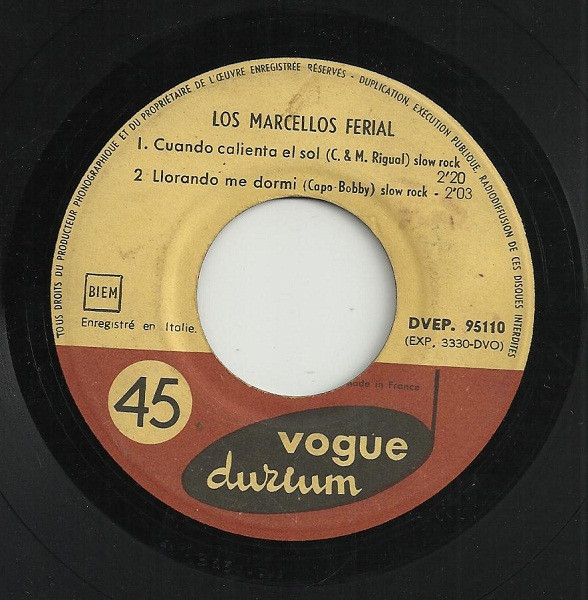 TOUS DROITS DU PRODUCTEUR PHONOGRAPHIQUE ET DU PROPRIÉTAIRE DE L'ŒUVRE ENREGISTRÉE RÉSERVÉS - DUPLICATION, EXÉCUTION PUBLIQUE, RADIODIFFUSION DE CES DISQUES INTERDITES
LOS MARCELLOS FERIAL
1. Cuando calienta el sol (C. & M. Rigual) slow rock
2'20
2 Llorando me dormi (Capo Bobby) slow rock - 2'03
BIEM
Enregistré en Italie.
DVEP. 95110
(EXP. 3330-DVO)
Made in France
45
vogue
durium